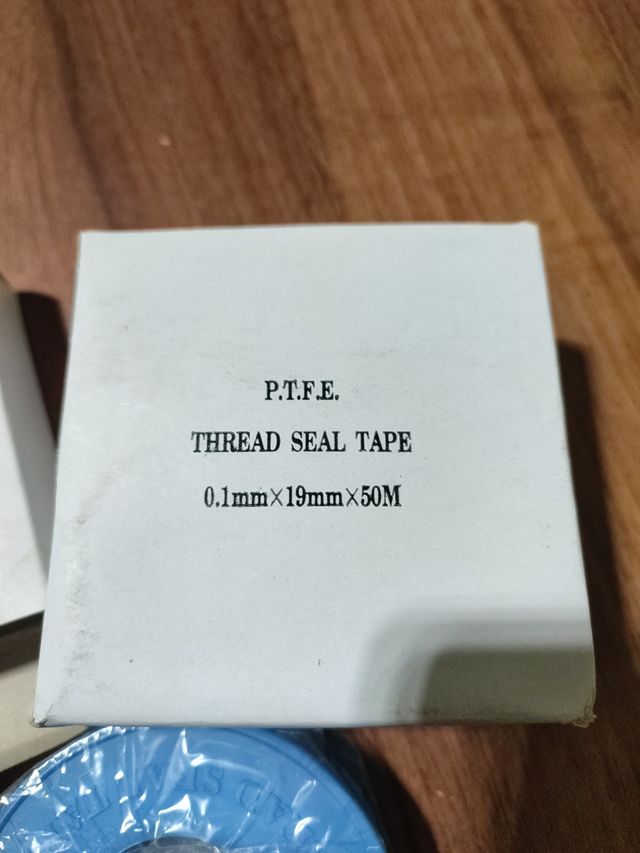 P.T.F.E.
THREAD SEAL TAPE
0.1mm×19mm×50M